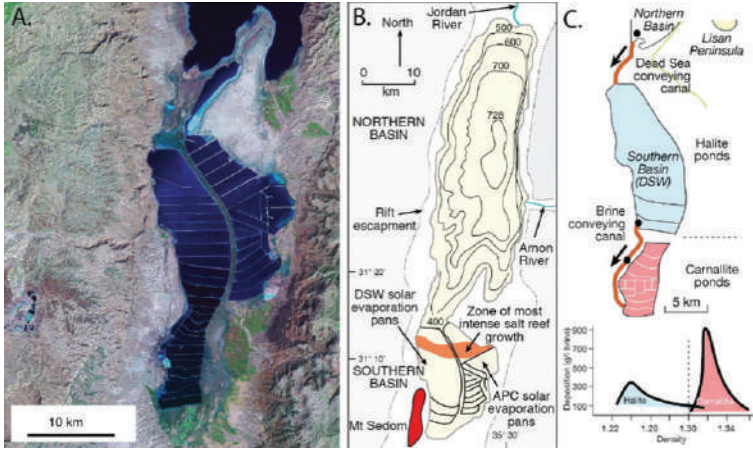 A.
10 km
B.
North
0
10
km
Jordan
River
500
600
700
728
NORTHERN
BASIN
Rift
escarpment
Arnon
River
31° 20
DSW solar
evaporation
pans
400
Zone of most
intense salt reef
growth
31° 10
SOUTHERN
BASIN
APC solar
evaporation
pans
Mt Sedom
35° 30
C.
Northern
Basin
Lisan
Peninsula
Dead Sea
conveying
canal
Halite
ponds
Southern
Basin
(DSW)
Brine
conveying
canal
Carnallite
ponds
5 km
Deposition (g/l brine)
900
700
500
300
100
Halite
Carnallite
1.22
1.26
1.30
1.34
Density